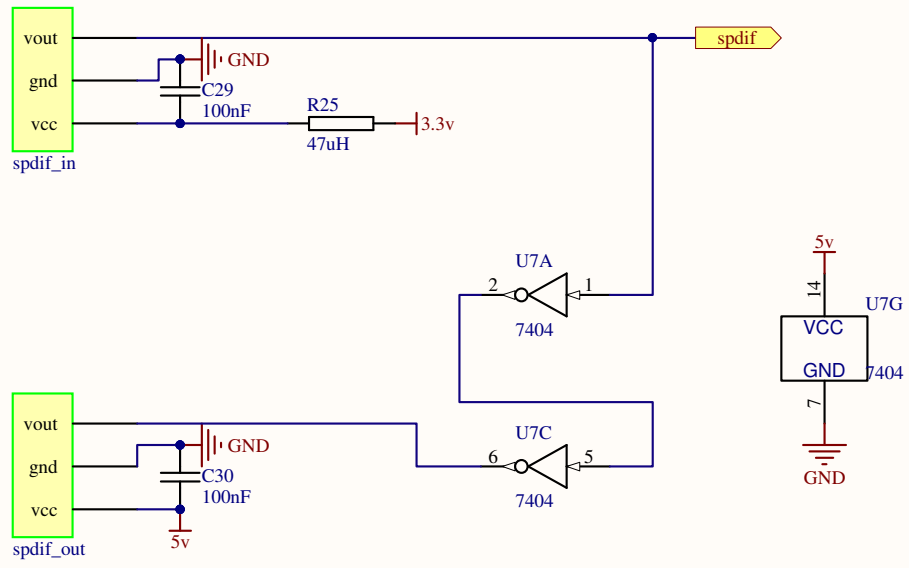 vout
spdif
gnd
GND
C29
100nF
vcc
R25
47uH
3.3v
spdif_in
U7A
2
1
7404
5v
14
U7G
VCC
GND
7404
7
GND
vout
gnd
GND
C30
100nF
vcc
5v
spdif_out
U7C
6
5
7404